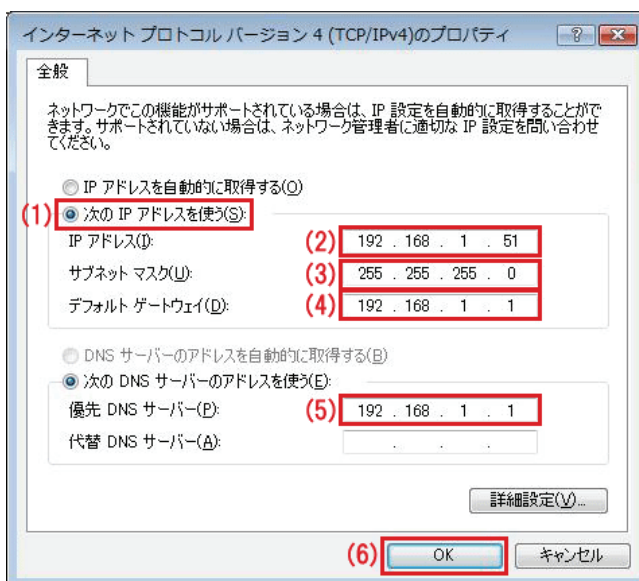 インターネット プロトコル バージョン 4 (TCP/IPv4)のプロパティ
全般
ネットワークでこの機能がサポートされている場合は、IP 設定を自動的に取得することがで
きます。サポートされていない場合は、ネットワーク管理者に適切な IP 設定を問い合わせ
てください。
IP アドレスを自動的に取得する(O)
(1) 次の IP アドレスを使う(S):
IP アドレス(I): (2) 192 . 168 . 1 . 51
サブネット マスク(U): (3) 255 . 255 . 255 . 0
デフォルト ゲートウェイ(D): (4) 192 . 168 . 1 . 1
DNS サーバーのアドレスを自動的に取得する(B)
次の DNS サーバーのアドレスを使う(E):
優先 DNS サーバー(P): (5) 192 . 168 . 1 . 1
代替 DNS サーバー(A): . . .
詳細設定(V)...
(6) OK キャンセル